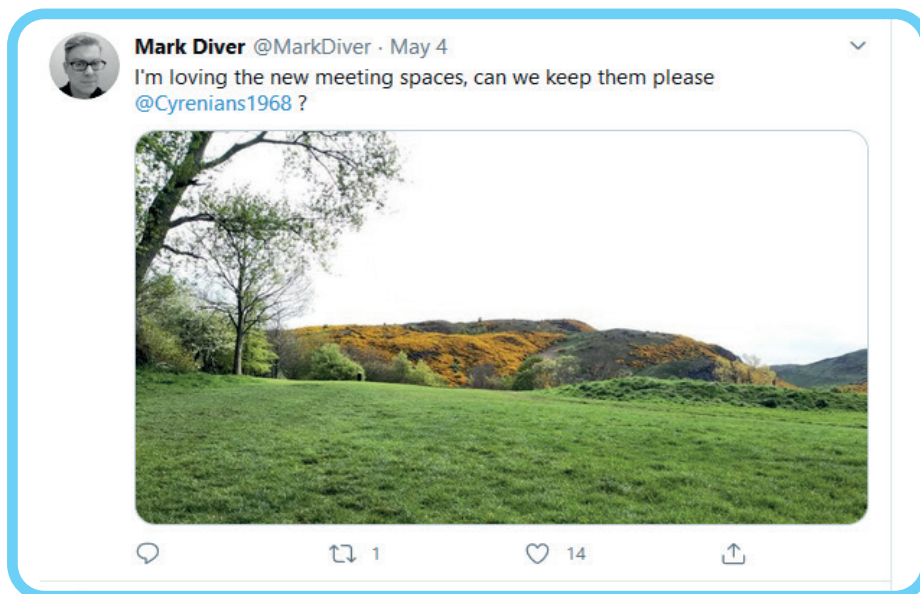 Mark Diver @MarkDiver · May 4
I'm loving the new meeting spaces, can we keep them please
@Cyrenians1968 ?
1 14